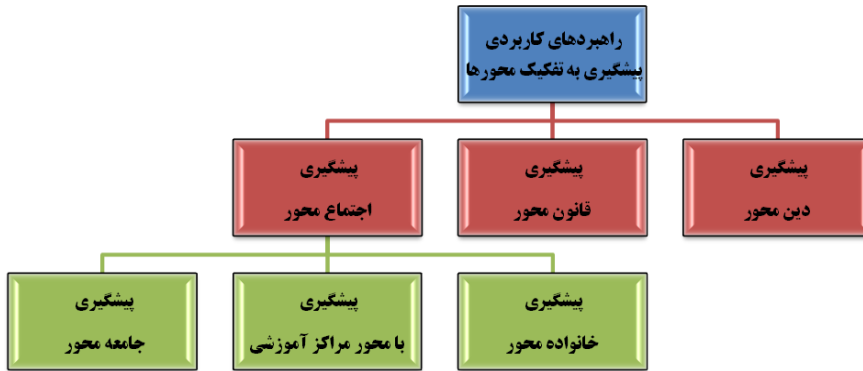 راهبردهای کاربردی
پیشگیری به تفکیک محورها
پیشگیری
دین محور
پیشگیری
قانون محور
پیشگیری
اجتماع محور
پیشگیری
خانواده محور
پیشگیری
با محور مراکز آموزشی
پیشگیری
جامعه محور